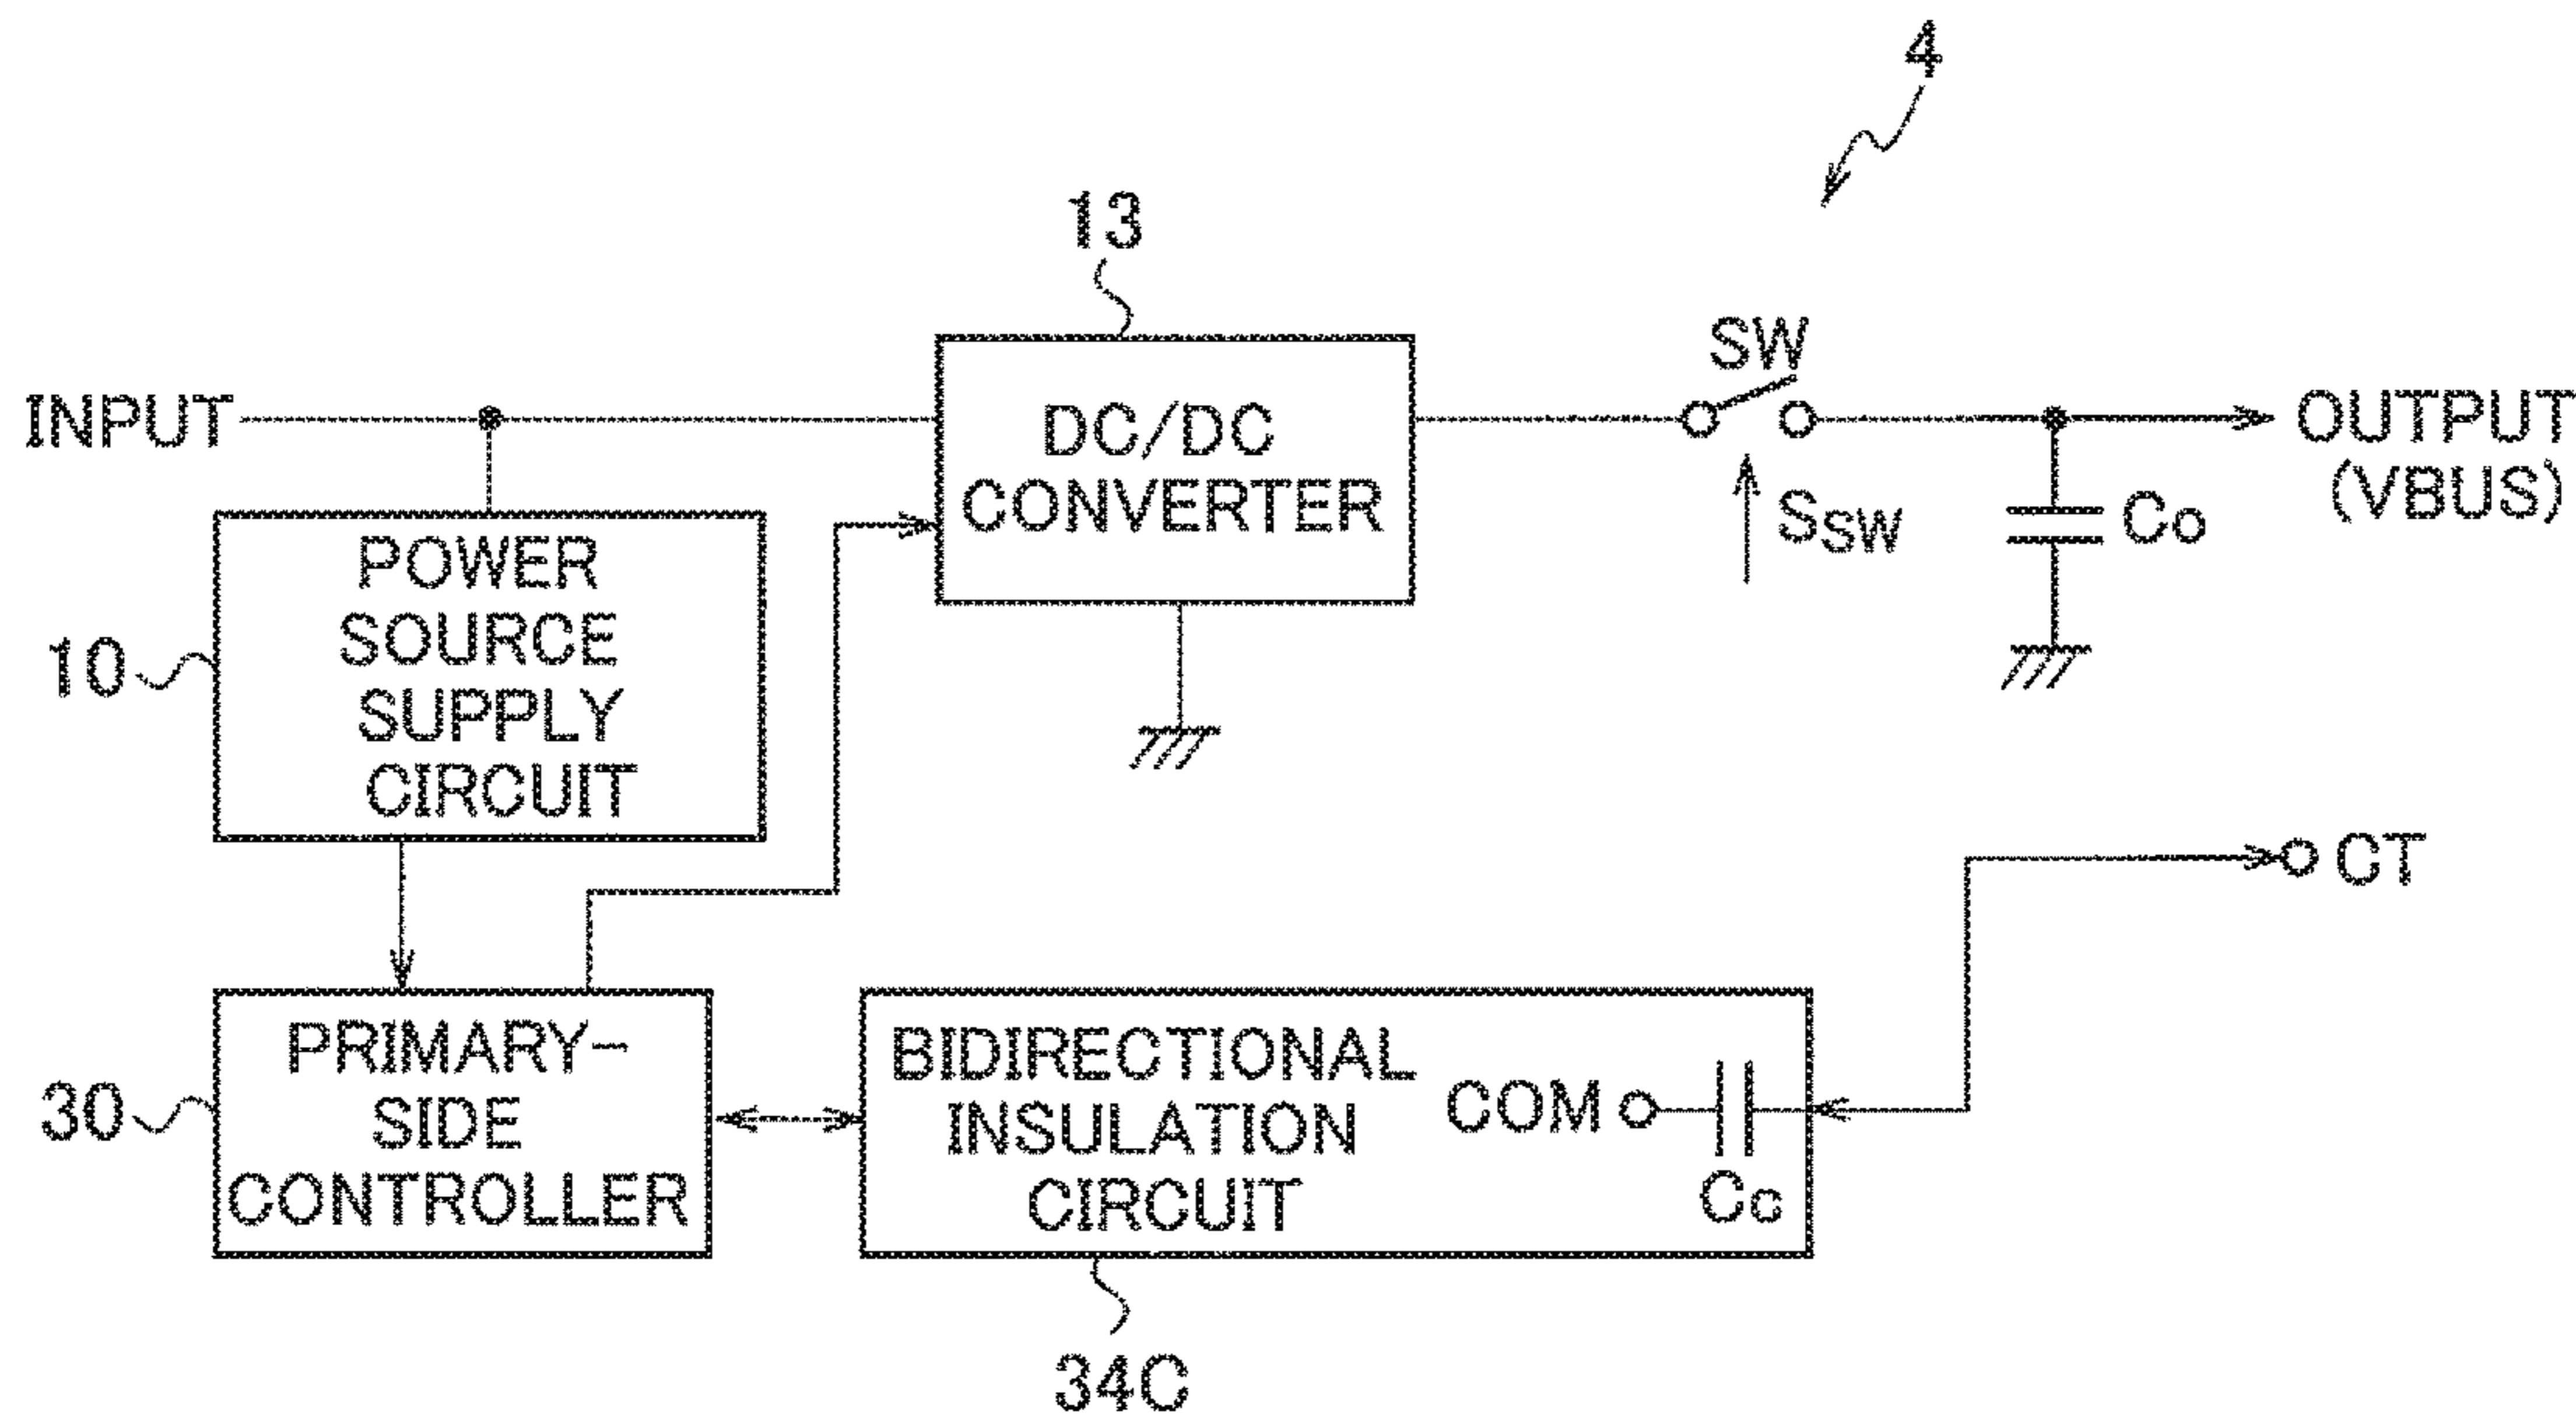 4
13
SW
INPUT
DC/DC
CONVERTER
OUTPUT
(VBUS)
SSW
Co
10
POWER
SOURCE
SUPPLY
CIRCUIT
CT
30
PRIMARY-
SIDE
CONTROLLER
BIDIRECTIONAL
INSULATION
CIRCUIT
COM
Cc
34C